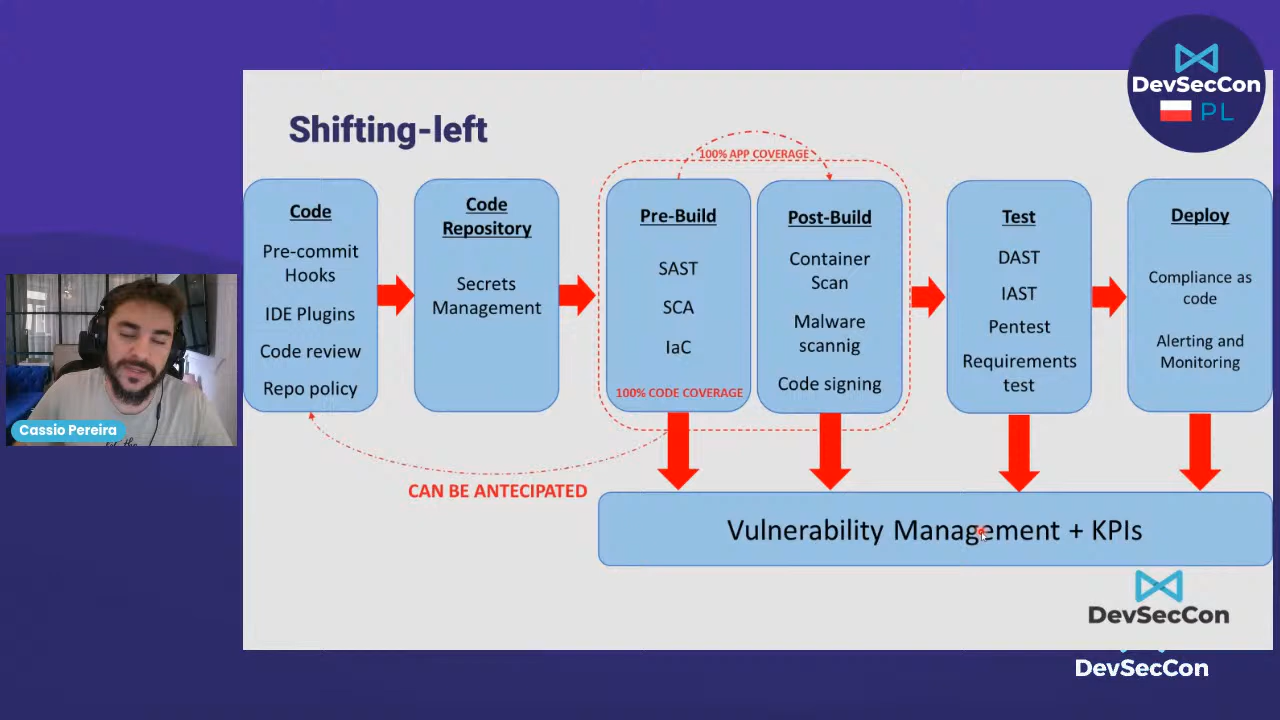 DevSecCon
PL
Shifting-left
100% APP COVERAGE
Code
Pre-commit
Hooks
IDE Plugins
Code review
Repo policy
Code
Repository
Secrets
Management
Pre-Build
SAST
SCA
IaC
100% CODE COVERAGE
Post-Build
Container
Scan
Malware
scannig
Code signing
Test
DAST
IAST
Pentest
Requirements
test
Deploy
Compliance as
code
Alerting and
Monitoring
Cassio Pereira
CAN BE ANTECIPATED
Vulnerability Management + KPIs
DevSecCon
DevSecCon